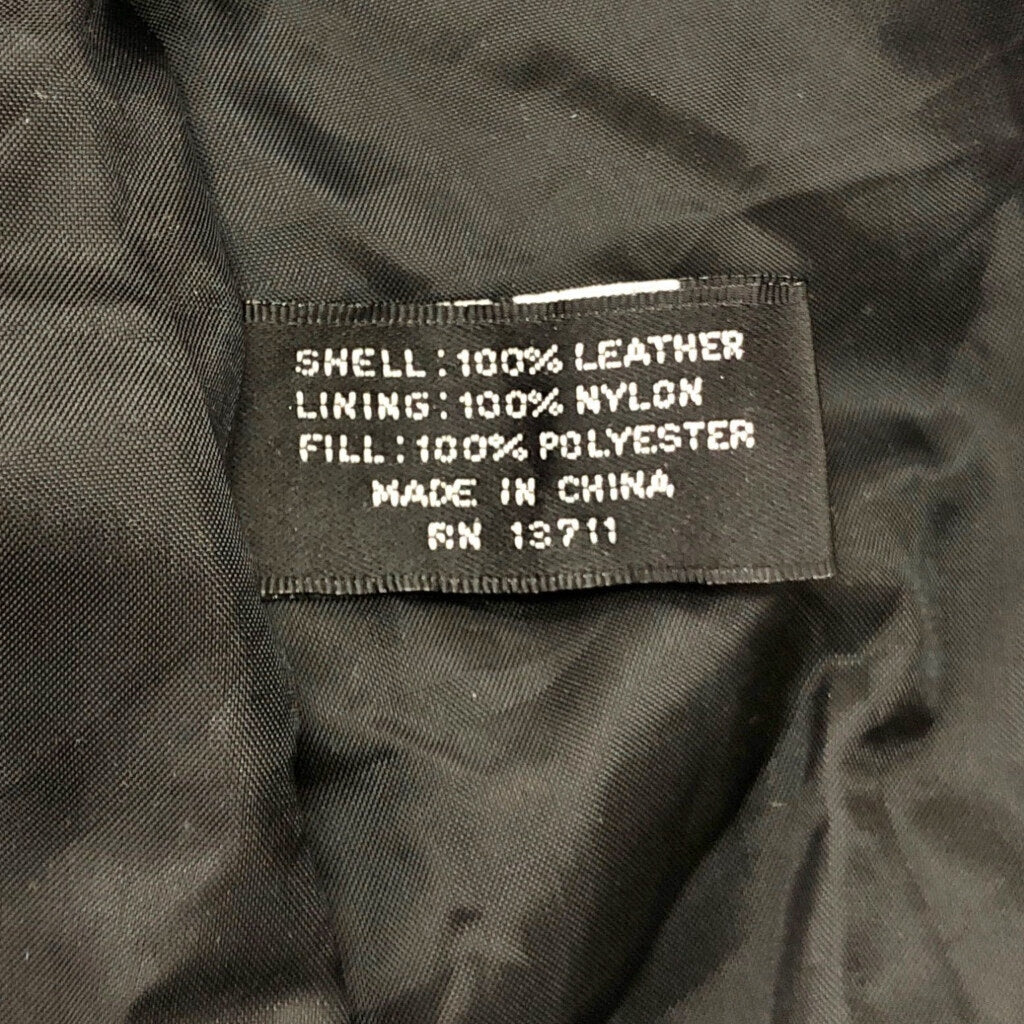 SHELL: 100% LEATHER
LINING: 100% NYLON
FILL: 100% POLYESTER
MADE IN CHINA
RN 13711